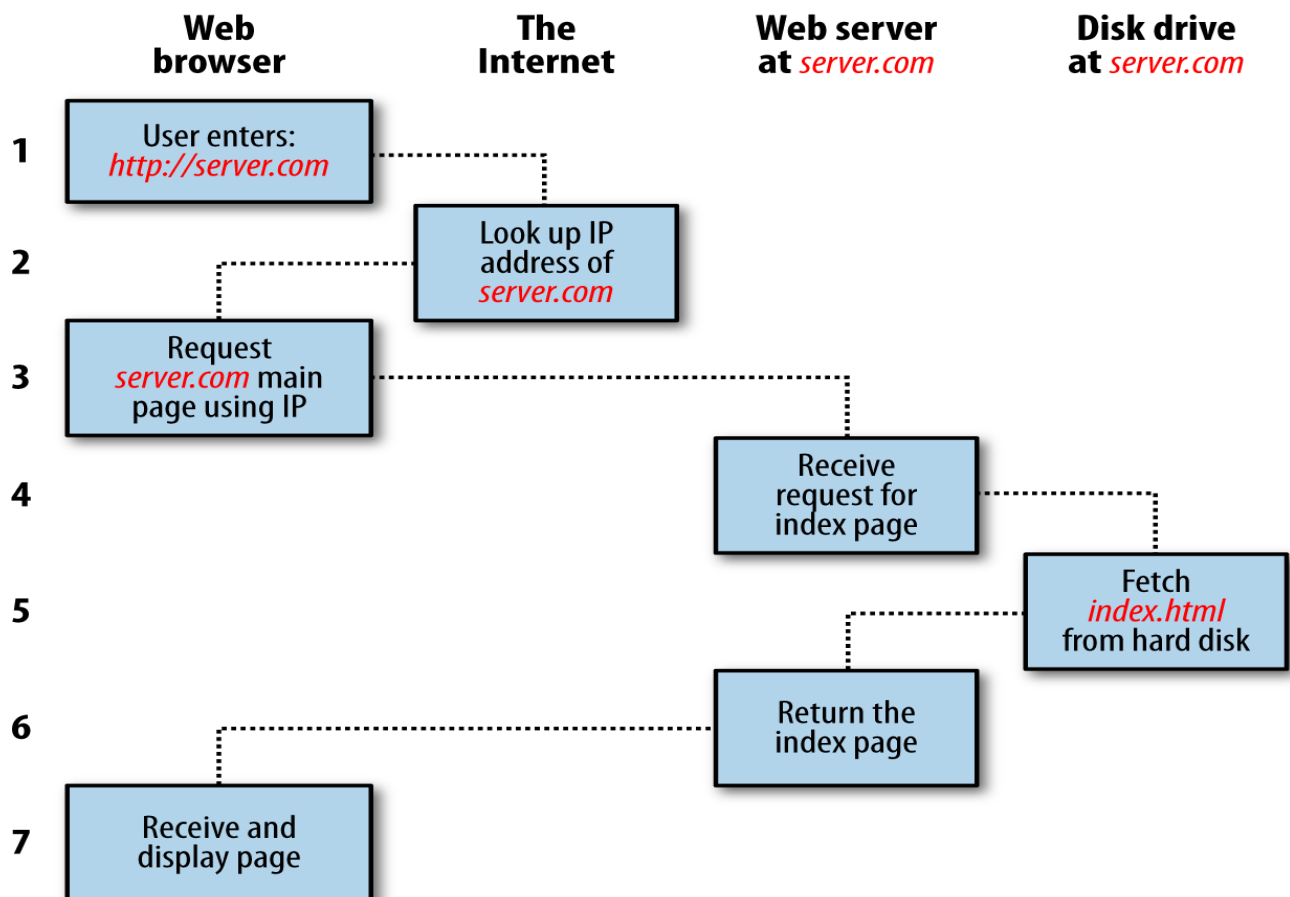 Web
browser
The
Internet
Web server
at server.com
Disk drive
at server.com
1
User enters:
http://server.com
2
Look up IP
address of
server.com
3
Request
server.com main
page using IP
4
Receive
request for
index page
5
Fetch
index.html
from hard disk
6
Return the
index page
7
Receive and
display page